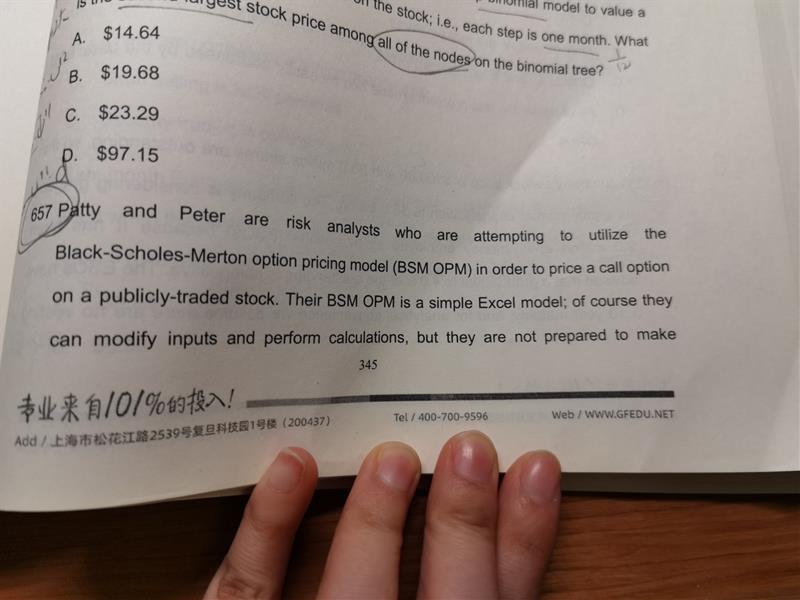 on the stock; i.e., each step is one month. What
largest stock price among all of the nodes on the binomial tree?
1/12
A. $14.64
B. $19.68
C. $23.29
D. $97.15
657 Patty and Peter are risk analysts who are attempting to utilize the
Black-Scholes-Merton option pricing model (BSM OPM) in order to price a call option
on a publicly-traded stock. Their BSM OPM is a simple Excel model; of course they
can modify inputs and perform calculations, but they are not prepared to make
345
专业来自101%的投入!
Add / 上海市松花江路2539号复旦科技园1号楼（200437） Tel / 400-700-9596 Web / WWW.GFEDU.NET